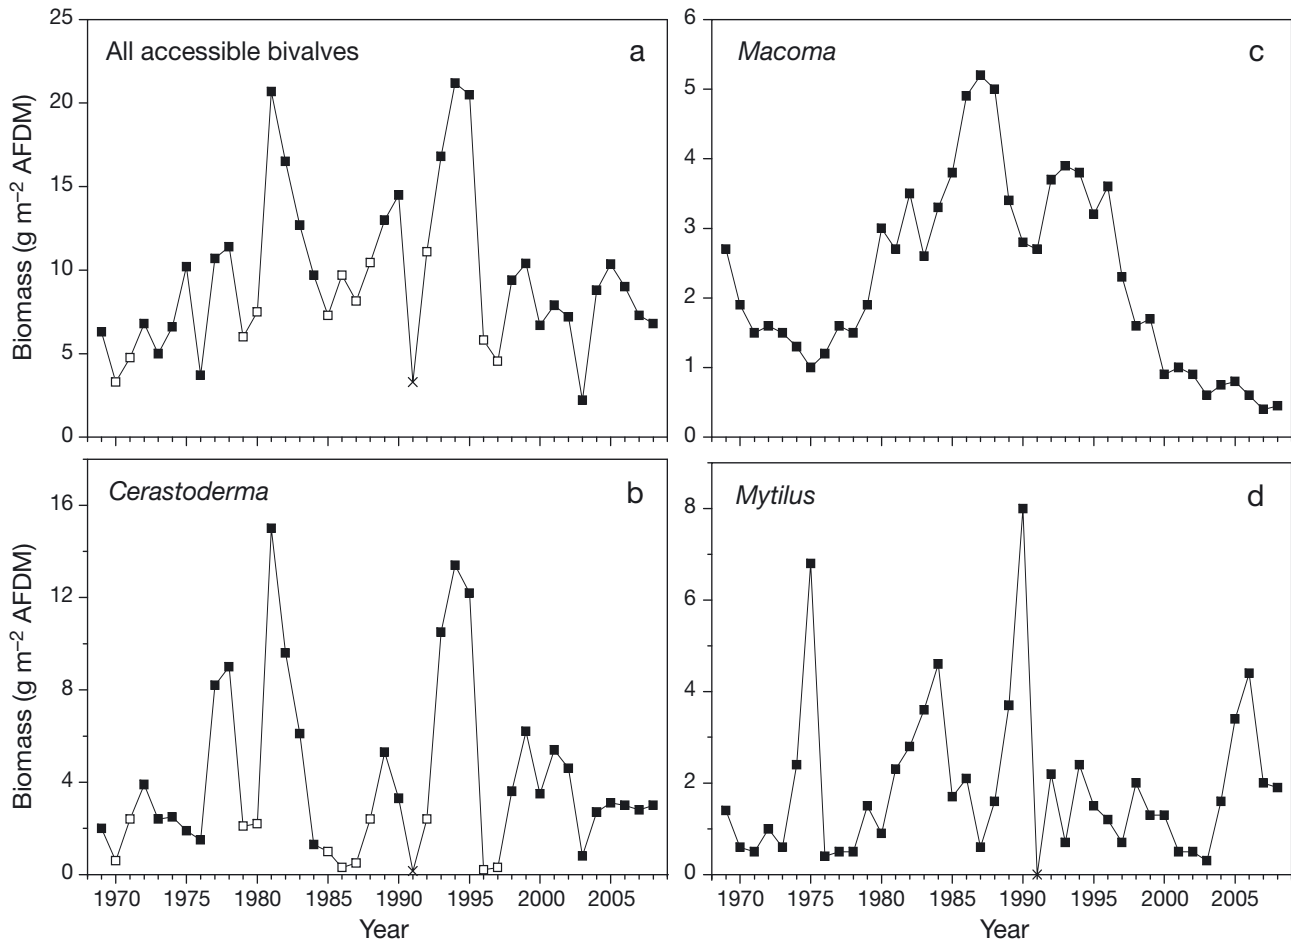 All accessible bivalves
a
Biomass (g m⁻² AFDM)
25
20
15
10
5
0
Macoma
c
6
5
4
3
2
1
0
Cerastoderma
b
Biomass (g m⁻² AFDM)
16
12
8
4
0
1970 1975 1980 1985 1990 1995 2000 2005
Year
Mytilus
d
8
6
4
2
0
1970 1975 1980 1985 1990 1995 2000 2005
Year